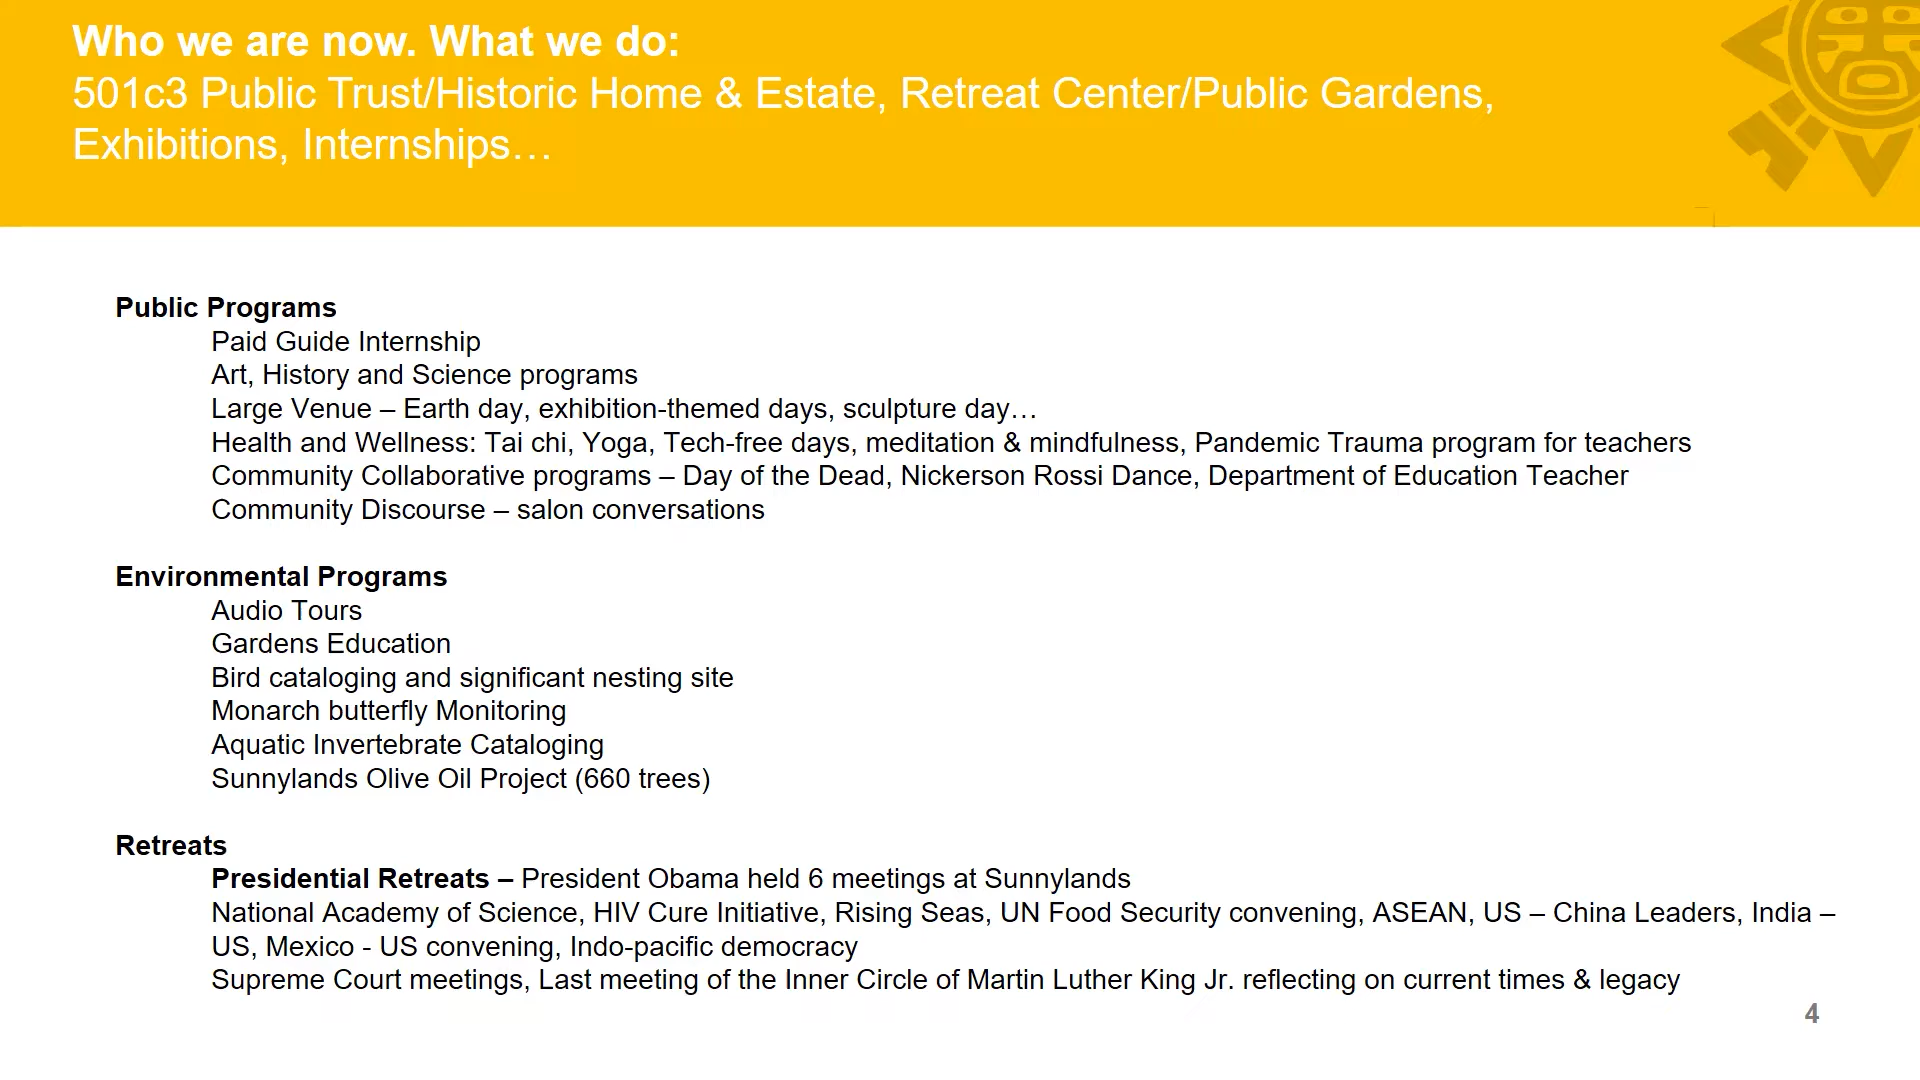 Who we are now. What we do:
501c3 Public Trust/Historic Home & Estate, Retreat Center/Public Gardens,
Exhibitions, Internships…
Public Programs
Paid Guide Internship
Art, History and Science programs
Large Venue – Earth day, exhibition-themed days, sculpture day…
Health and Wellness: Tai chi, Yoga, Tech-free days, meditation & mindfulness, Pandemic Trauma program for teachers
Community Collaborative programs – Day of the Dead, Nickerson Rossi Dance, Department of Education Teacher
Community Discourse – salon conversations
Environmental Programs
Audio Tours
Gardens Education
Bird cataloging and significant nesting site
Monarch butterfly Monitoring
Aquatic Invertebrate Cataloging
Sunnylands Olive Oil Project (660 trees)
Retreats
Presidential Retreats – President Obama held 6 meetings at Sunnylands
National Academy of Science, HIV Cure Initiative, Rising Seas, UN Food Security convening, ASEAN, US – China Leaders, India –
US, Mexico - US convening, Indo-pacific democracy
Supreme Court meetings, Last meeting of the Inner Circle of Martin Luther King Jr. reflecting on current times & legacy
4